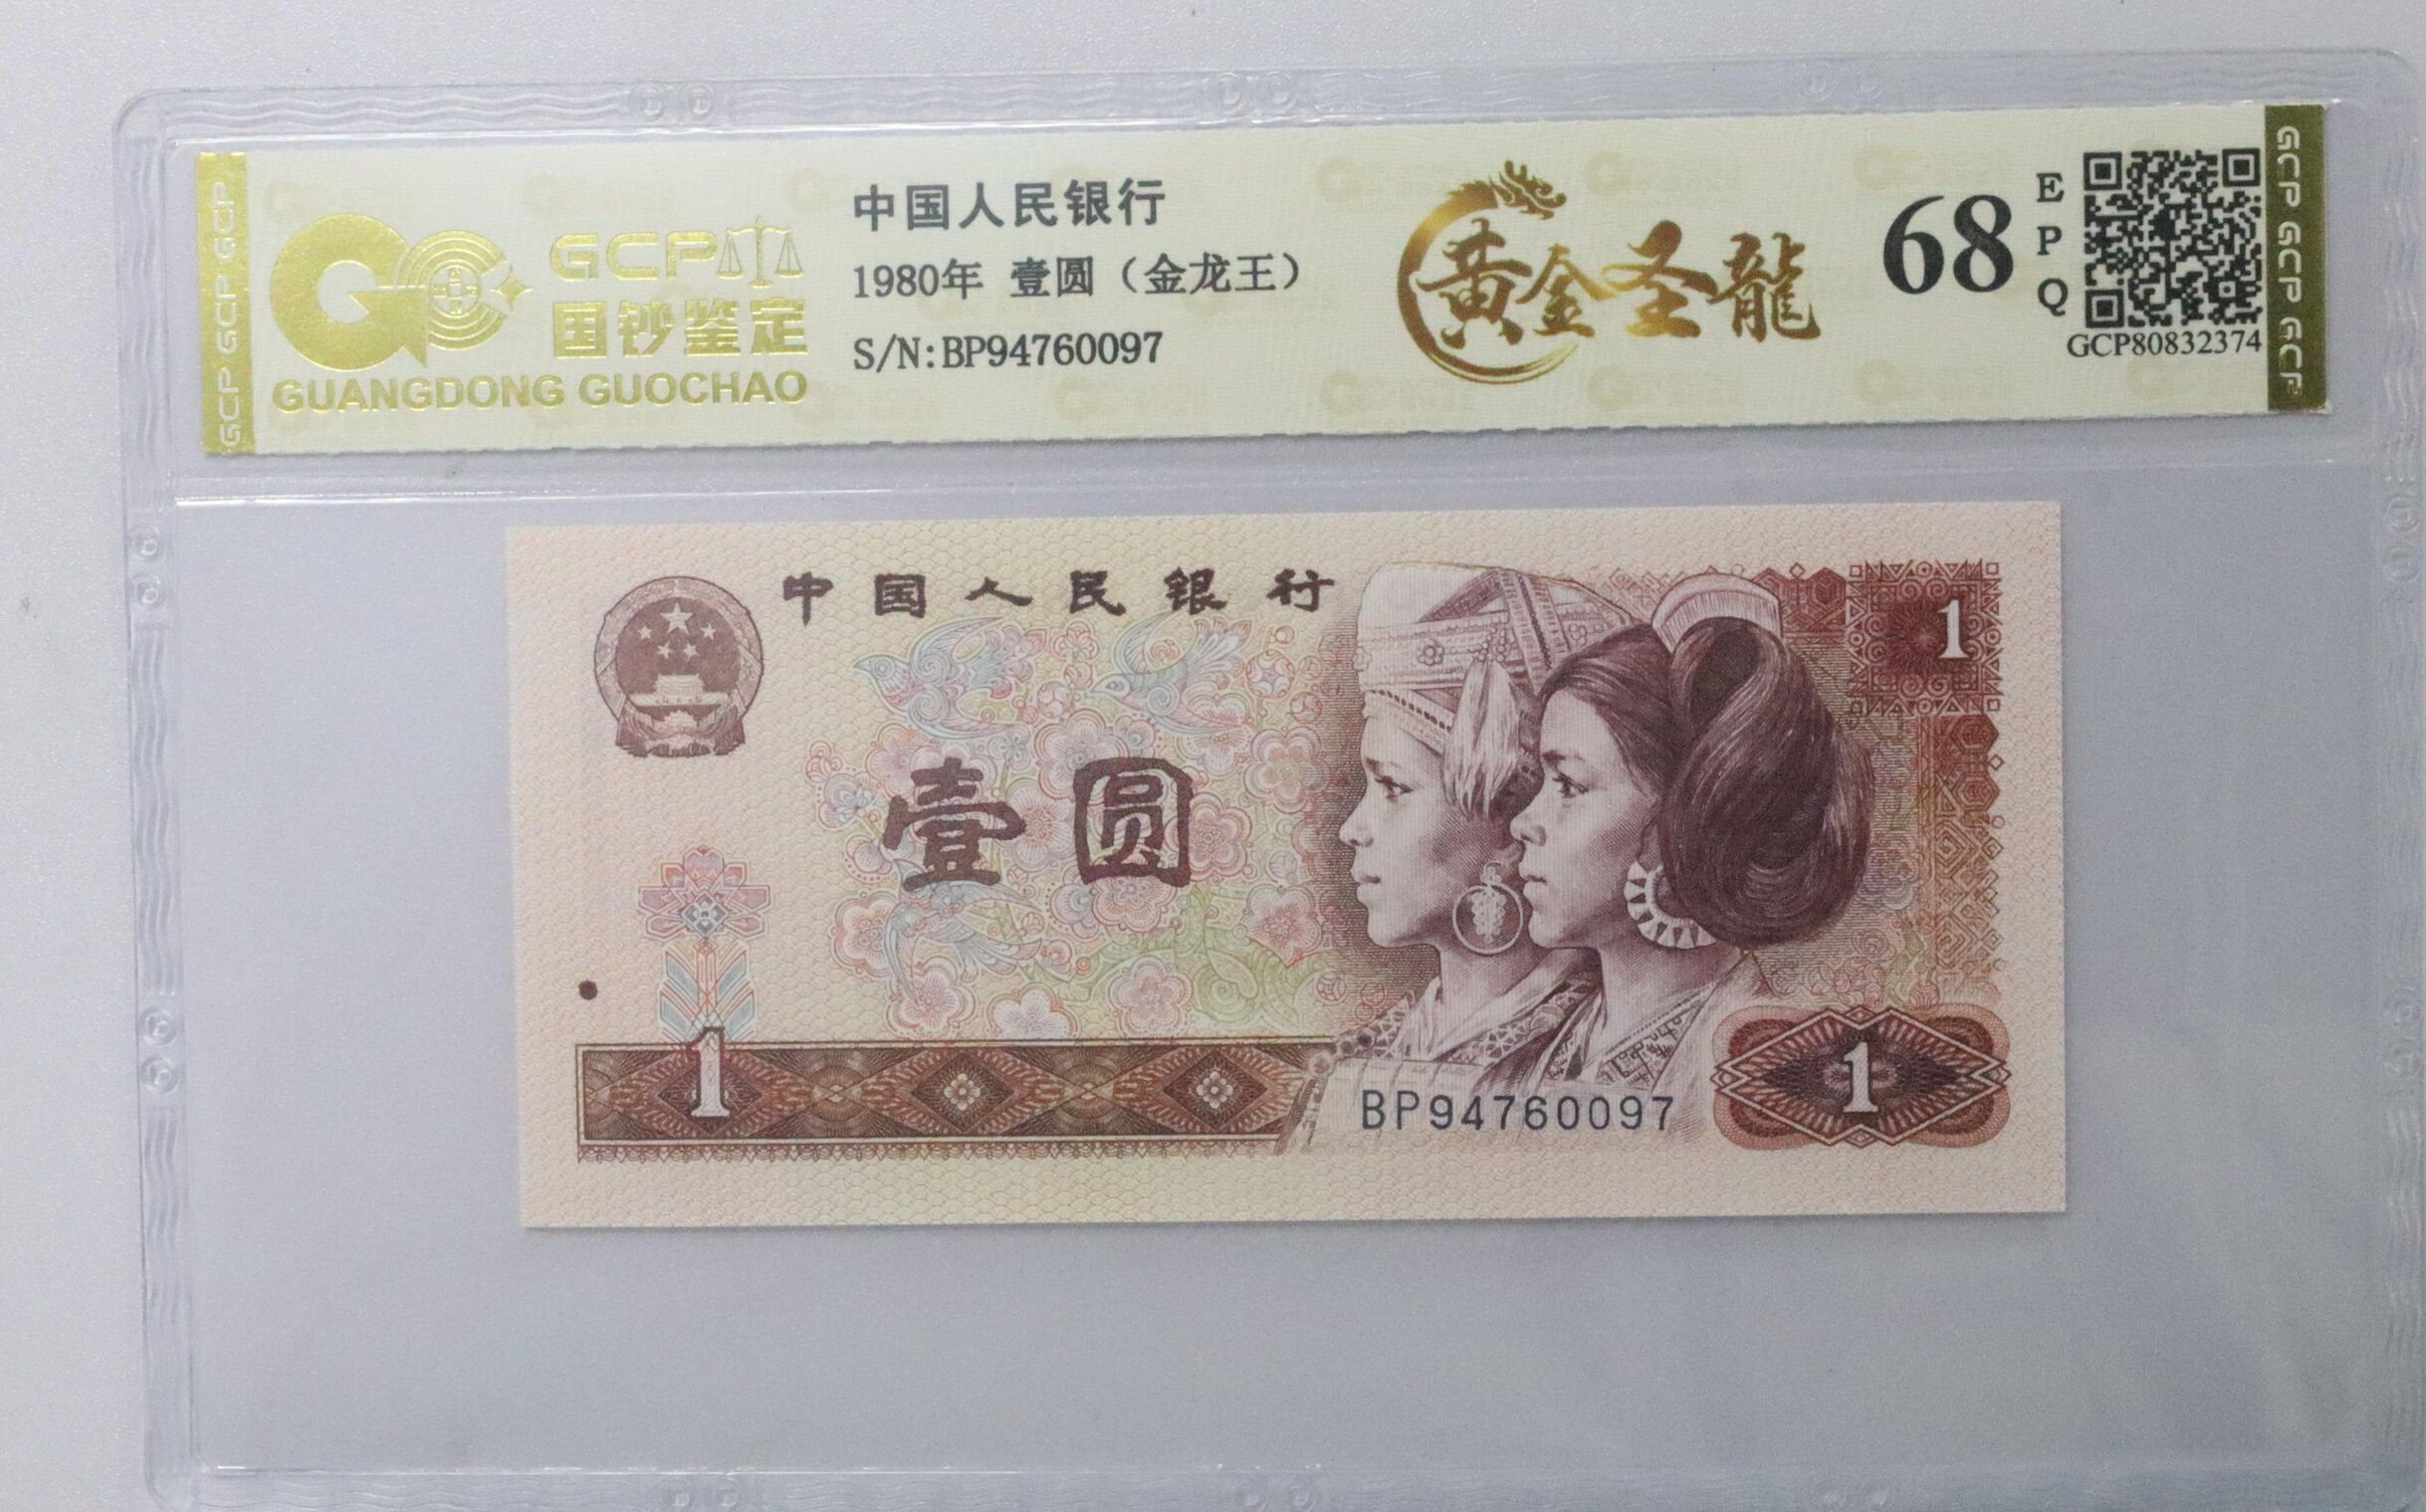 GCP GCP GCP
GCP
国钞鉴定
GUANGDONG GUOCHAO
中国人民银行
1980年 壹圆（金龙王）
S/N:BP94760097
黄金圣龍
68
E
P
Q
GCP80832374
GCP GCP GCP GCP
中国人民银行
1
壹圆
1
BP94760097
1